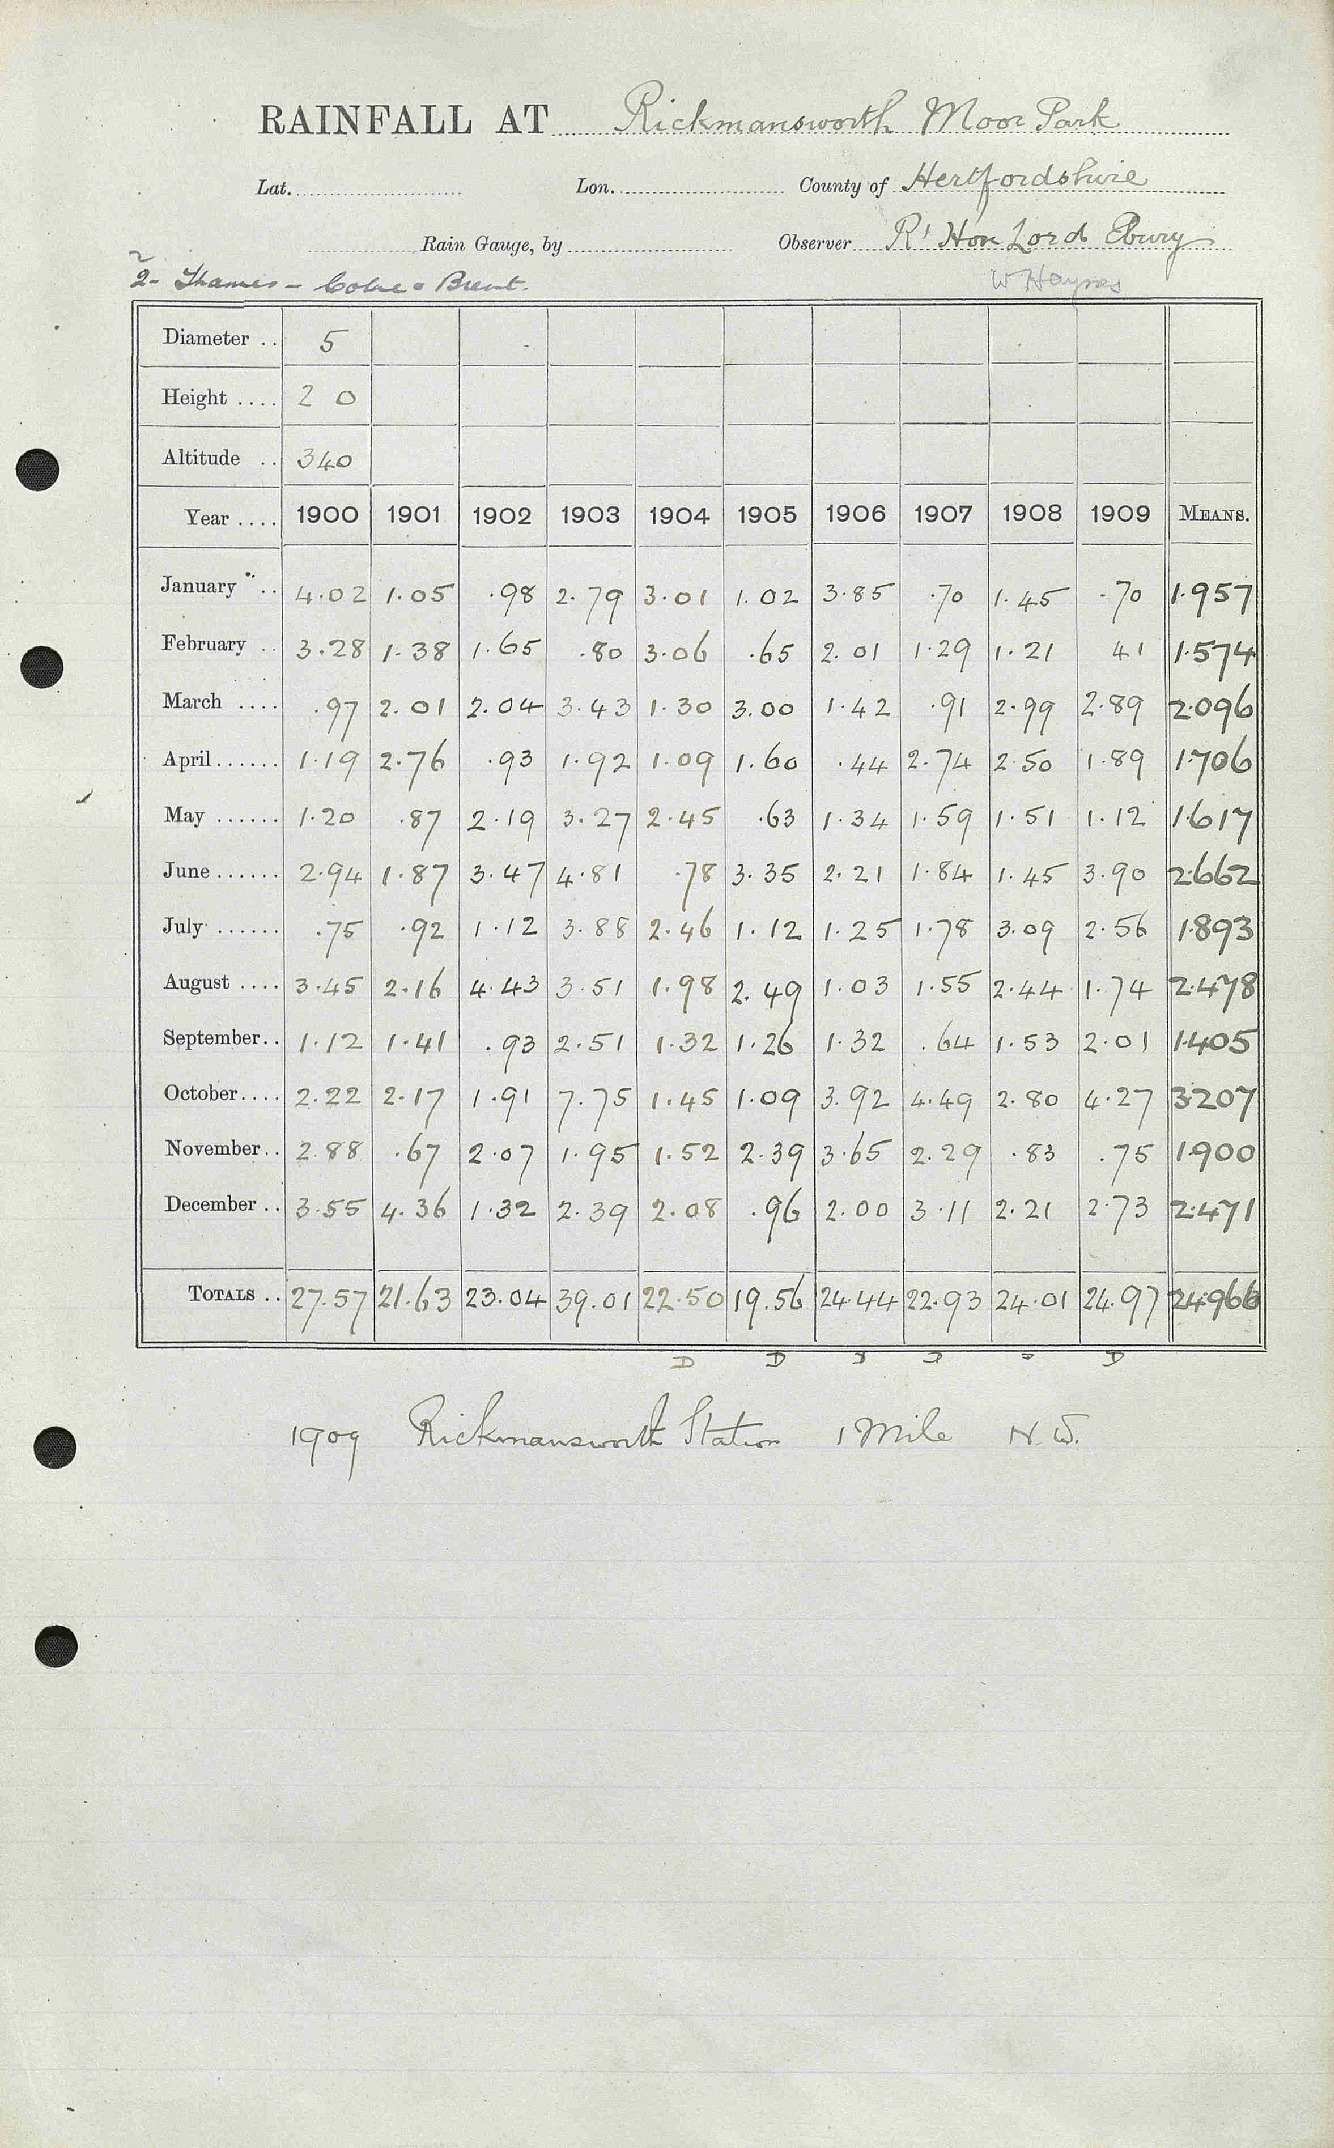 RAINFALL AT Rickmansworth Moor Park
Lat. Lon. County of Hertfordshire
Rain Gauge, by Observer Rt Hon Lord Ebury
2- Thames - Colne & Brent. W Haynes
Diameter .. 5
Height .... 2 0
Altitude .. 340
Year .... 1900 1901 1902 1903 1904 1905 1906 1907 1908 1909 MEANS.
January .. 4.02 1.05 .98 2.79 3.01 1.02 3.85 .70 1.45 .70 1.957
February .. 3.28 1.38 1.65 .80 3.06 .65 2.01 1.29 1.21 41 1.574
March .... .97 2.01 2.04 3.43 1.30 3.00 1.42 .91 2.99 2.89 2.096
April ...... 1.19 2.76 .93 1.92 1.09 1.60 .44 2.74 2.50 1.89 1.706
May ...... 1.20 .87 2.19 3.27 2.45 .63 1.34 1.59 1.51 1.12 1.617
June ...... 2.94 1.87 3.47 4.81 .78 3.35 2.21 1.84 1.45 3.90 2.662
July ...... .75 .92 1.12 3.88 2.46 1.12 1.25 1.78 3.09 2.56 1.893
August .... 3.45 2.16 4.43 3.51 1.98 2.49 1.03 1.55 2.44 1.74 2.478
September.. 1.12 1.41 .93 2.51 1.32 1.26 1.32 .64 1.53 2.01 1.405
October.... 2.22 2.17 1.91 7.75 1.45 1.09 3.92 4.49 2.80 4.27 3.207
November.. 2.88 .67 2.07 1.95 1.52 2.39 3.65 2.29 .83 .75 1.900
December .. 3.55 4.36 1.32 2.39 2.08 .96 2.00 3.11 2.21 2.73 2.471
TOTALS .. 27.57 21.63 23.04 39.01 22.50 19.56 24.44 22.93 24.01 24.97 24.966
D D D D D
1909 Rickmansworth Station 1 Mile N.W.